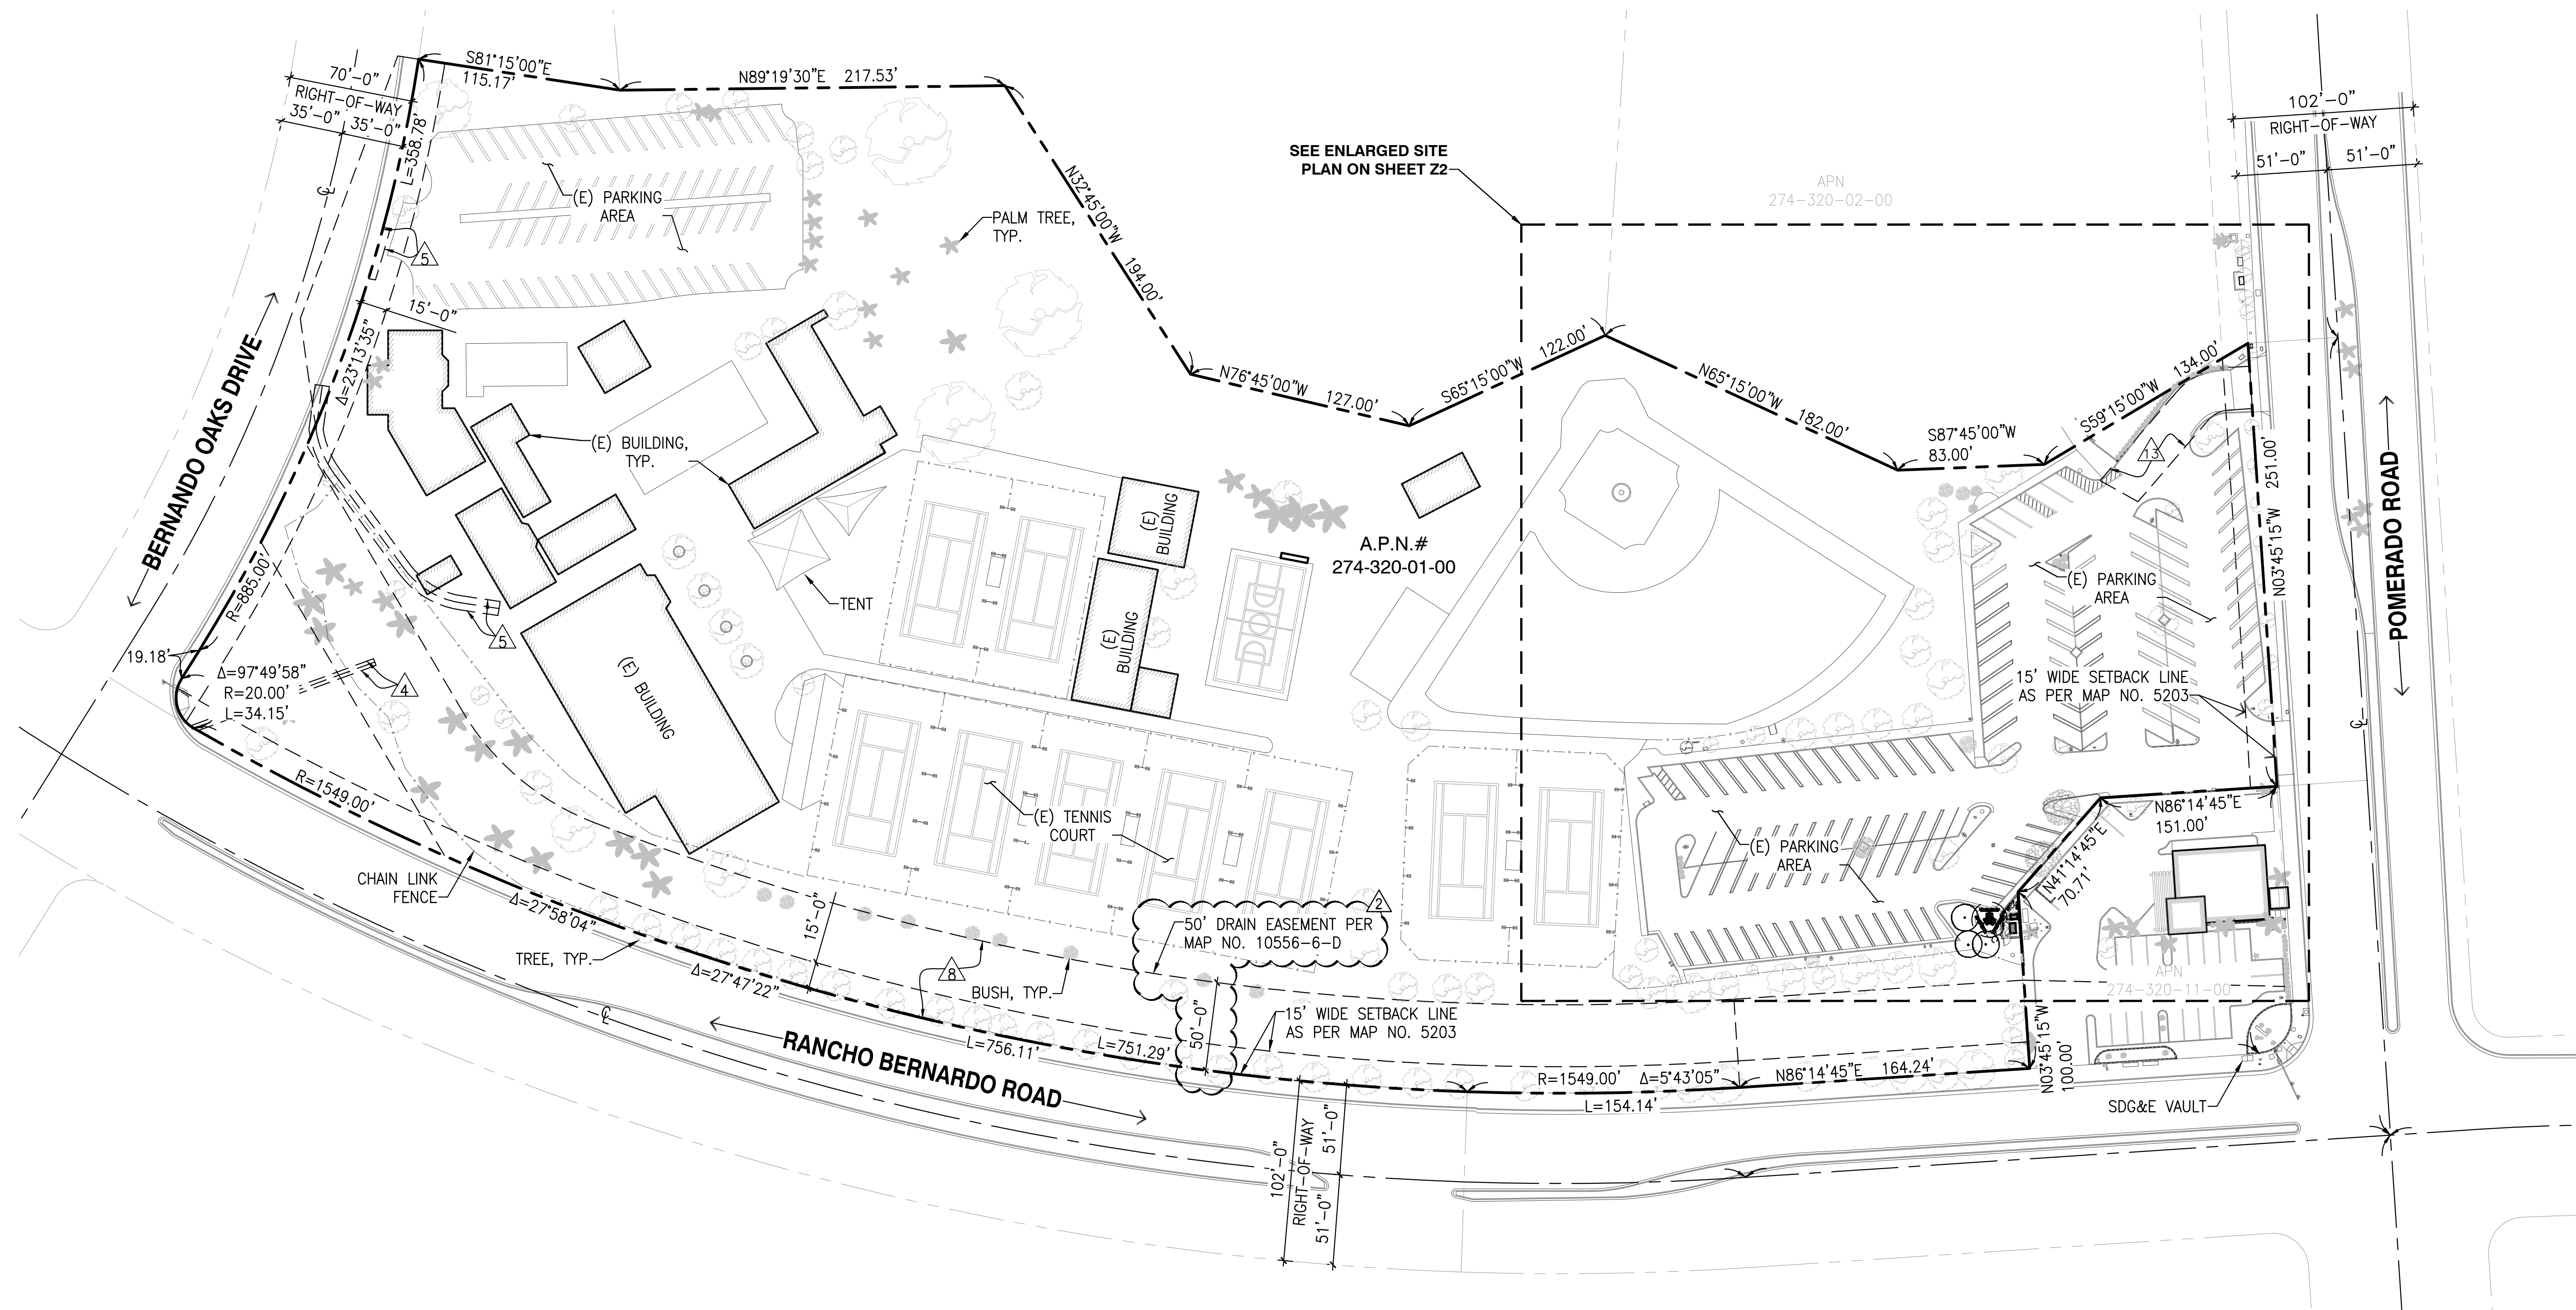 S81°15'00"E
115.17'
N89°19'30"E 217.53'
70'-0"
RIGHT-OF-WAY
35'-0" 35'-0"
L=358.78'
℄
(E) PARKING
AREA
5
15'-0"
Δ=23°13'35"
BERNANDO OAKS DRIVE
R=885.00'
19.18'
Δ=97°49'58"
R=20.00'
L=34.15'
4
5
PALM TREE,
TYP.
N32°45'00"W 194.00'
(E) BUILDING,
TYP.
TENT
(E) BUILDING
(E)
BUILDING
(E)
BUILDING
SEE ENLARGED SITE
PLAN ON SHEET Z2
APN
274-320-02-00
102'-0"
RIGHT-OF-WAY
51'-0" 51'-0"
N76°45'00"W 127.00'
S65°15'00"W 122.00'
N65°15'00"W 182.00'
S87°45'00"W
83.00'
S59°15'00"W 134.00'
13
A.P.N.#
274-320-01-00
N03°45'15"W 251.00'
POMERADO ROAD
℄
(E) PARKING
AREA
15' WIDE SETBACK LINE
AS PER MAP NO. 5203
N86°14'45"E
151.00'
N41°14'45"E
70.71'
(E) PARKING
AREA
(E) TENNIS
COURT
R=1549.00'
CHAIN LINK
FENCE
Δ=27°58'04"
TREE, TYP.
15'-0"
Δ=27°47'22"
8
BUSH, TYP.
2
50' DRAIN EASEMENT PER
MAP NO. 10556-6-D
50'-0"
15' WIDE SETBACK LINE
AS PER MAP NO. 5203
℄
RANCHO BERNARDO ROAD
L=756.11'
L=751.29'
R=1549.00' Δ=5°43'05"
L=154.14'
N86°14'45"E 164.24'
N03°45'15"W
100.00'
APN
274-320-11-00
SDG&E VAULT
102'-0"
RIGHT-OF-WAY
51'-0" 51'-0"